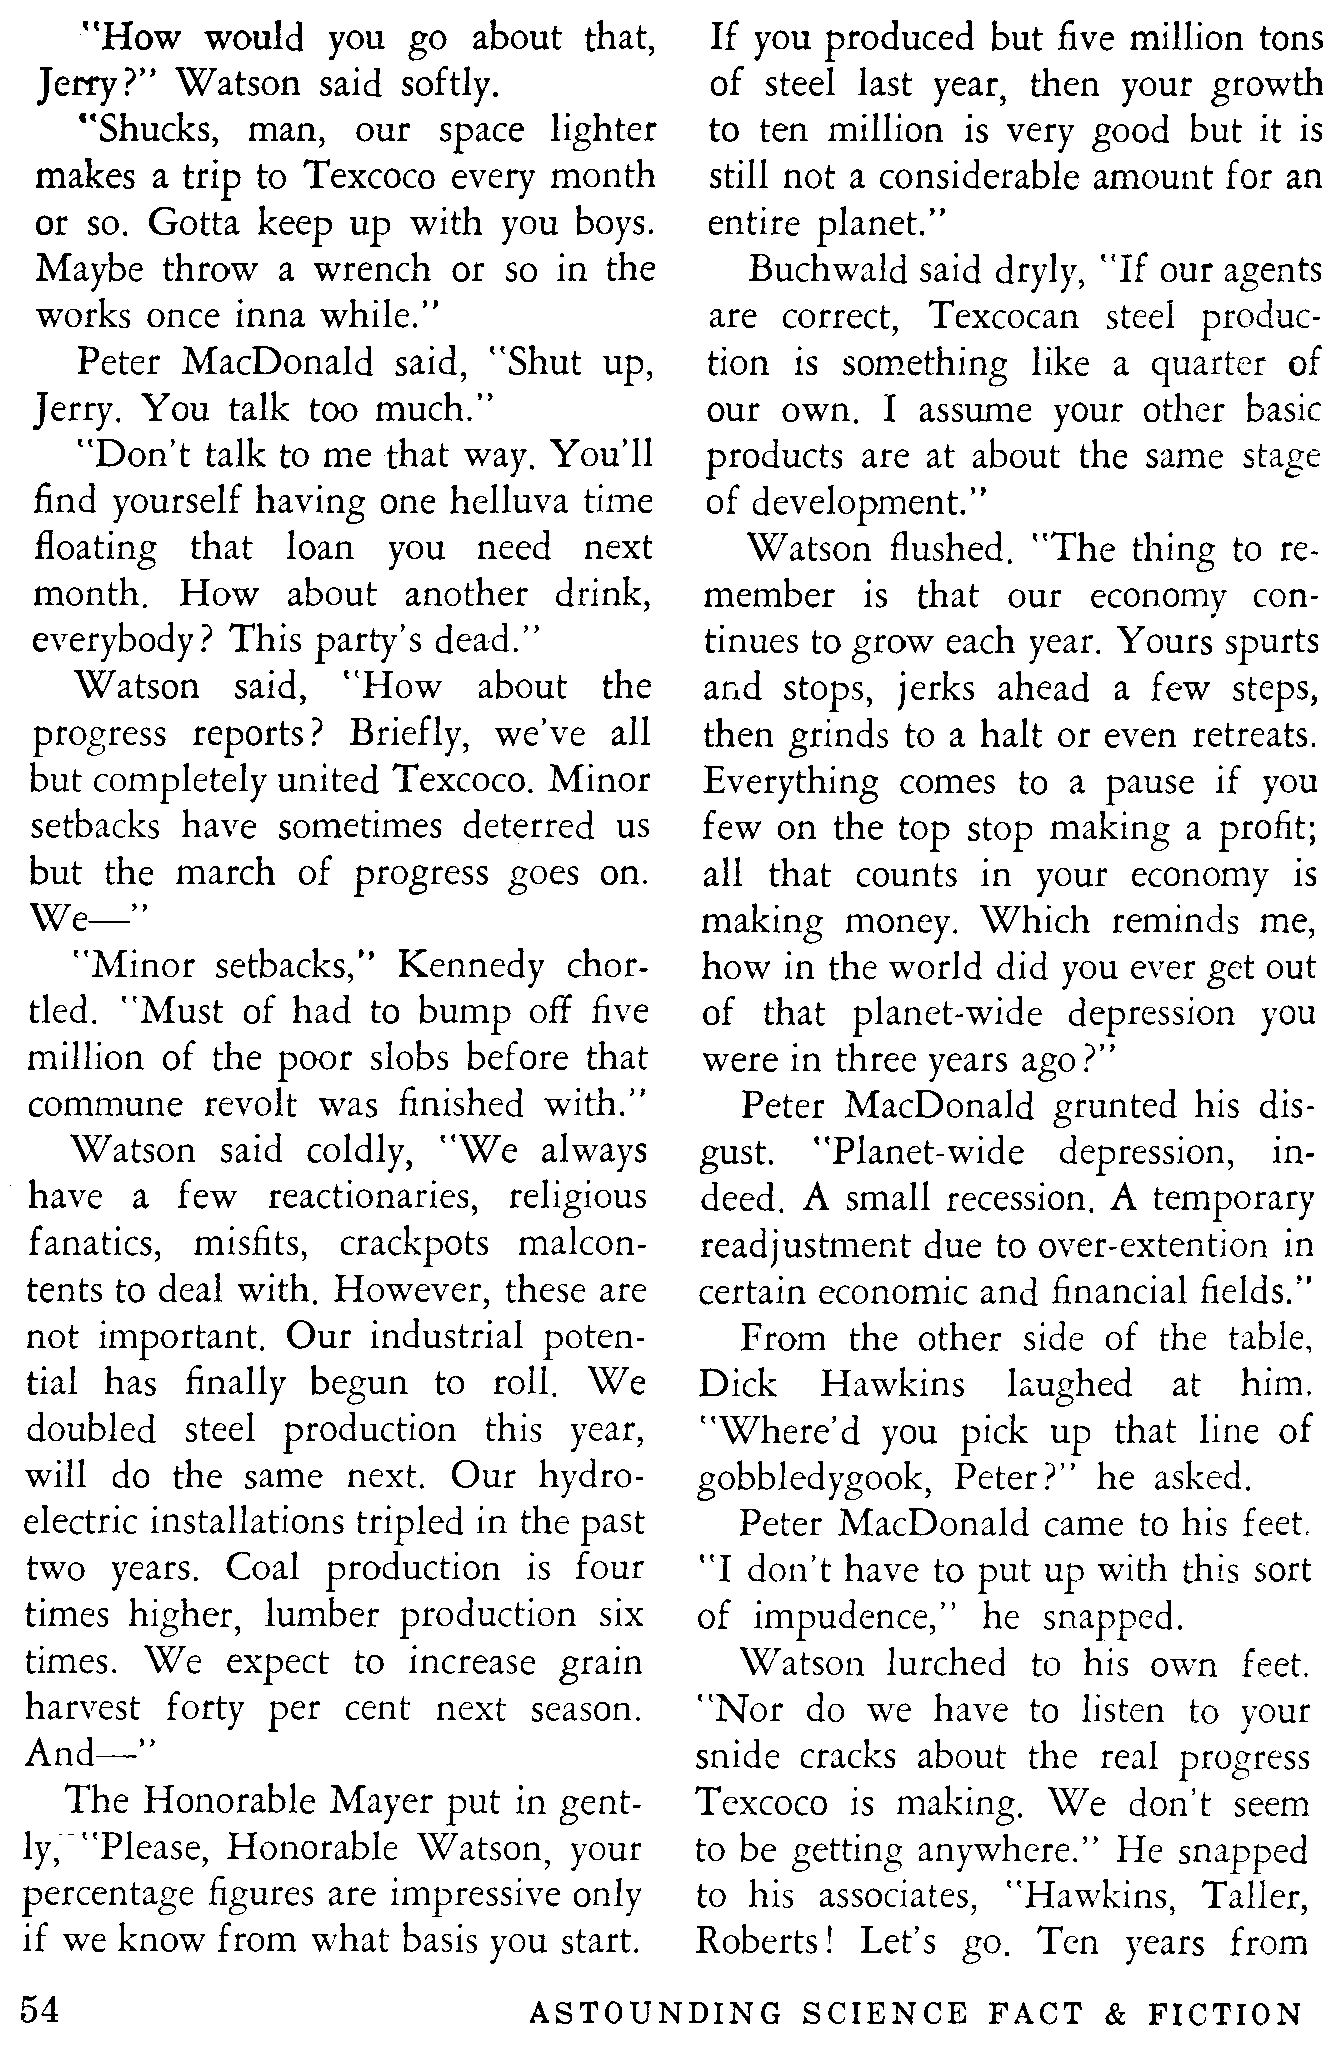 "How would you go about that,
Jerry?" Watson said softly.
"Shucks, man, our space lighter
makes a trip to Texcoco every month
or so. Gotta keep up with you boys.
Maybe throw a wrench or so in the
works once inna while."
Peter MacDonald said, "Shut up,
Jerry. You talk too much."
"Don't talk to me that way. You'll
find yourself having one helluva time
floating that loan you need next
month. How about another drink,
everybody? This party's dead."
Watson said, "How about the
progress reports? Briefly, we've all
but completely united Texcoco. Minor
setbacks have sometimes deterred us
but the march of progress goes on.
We—"
"Minor setbacks," Kennedy chor-
tled. "Must of had to bump off five
million of the poor slobs before that
commune revolt was finished with."
Watson said coldly, "We always
have a few reactionaries, religious
fanatics, misfits, crackpots malcon-
tents to deal with. However, these are
not important. Our industrial poten-
tial has finally begun to roll. We
doubled steel production this year,
will do the same next. Our hydro-
electric installations tripled in the past
two years. Coal production is four
times higher, lumber production six
times. We expect to increase grain
harvest forty per cent next season.
And—"
The Honorable Mayer put in gent-
ly, "Please, Honorable Watson, your
percentage figures are impressive only
if we know from what basis you start.
If you produced but five million tons
of steel last year, then your growth
to ten million is very good but it is
still not a considerable amount for an
entire planet."
Buchwald said dryly, "If our agents
are correct, Texcocan steel produc-
tion is something like a quarter of
our own. I assume your other basic
products are at about the same stage
of development."
Watson flushed. "The thing to re-
member is that our economy con-
tinues to grow each year. Yours spurts
and stops, jerks ahead a few steps,
then grinds to a halt or even retreats.
Everything comes to a pause if you
few on the top stop making a profit;
all that counts in your economy is
making money. Which reminds me,
how in the world did you ever get out
of that planet-wide depression you
were in three years ago?"
Peter MacDonald grunted his dis-
gust. "Planet-wide depression, in-
deed. A small recession. A temporary
readjustment due to over-extention in
certain economic and financial fields."
From the other side of the table,
Dick Hawkins laughed at him.
"Where'd you pick up that line of
gobbledygook, Peter?" he asked.
Peter MacDonald came to his feet.
"I don't have to put up with this sort
of impudence," he snapped.
Watson lurched to his own feet.
"Nor do we have to listen to your
snide cracks about the real progress
Texcoco is making. We don't seem
to be getting anywhere." He snapped
to his associates, "Hawkins, Taller,
Roberts! Let's go. Ten years from
54
ASTOUNDING SCIENCE FACT & FICTION